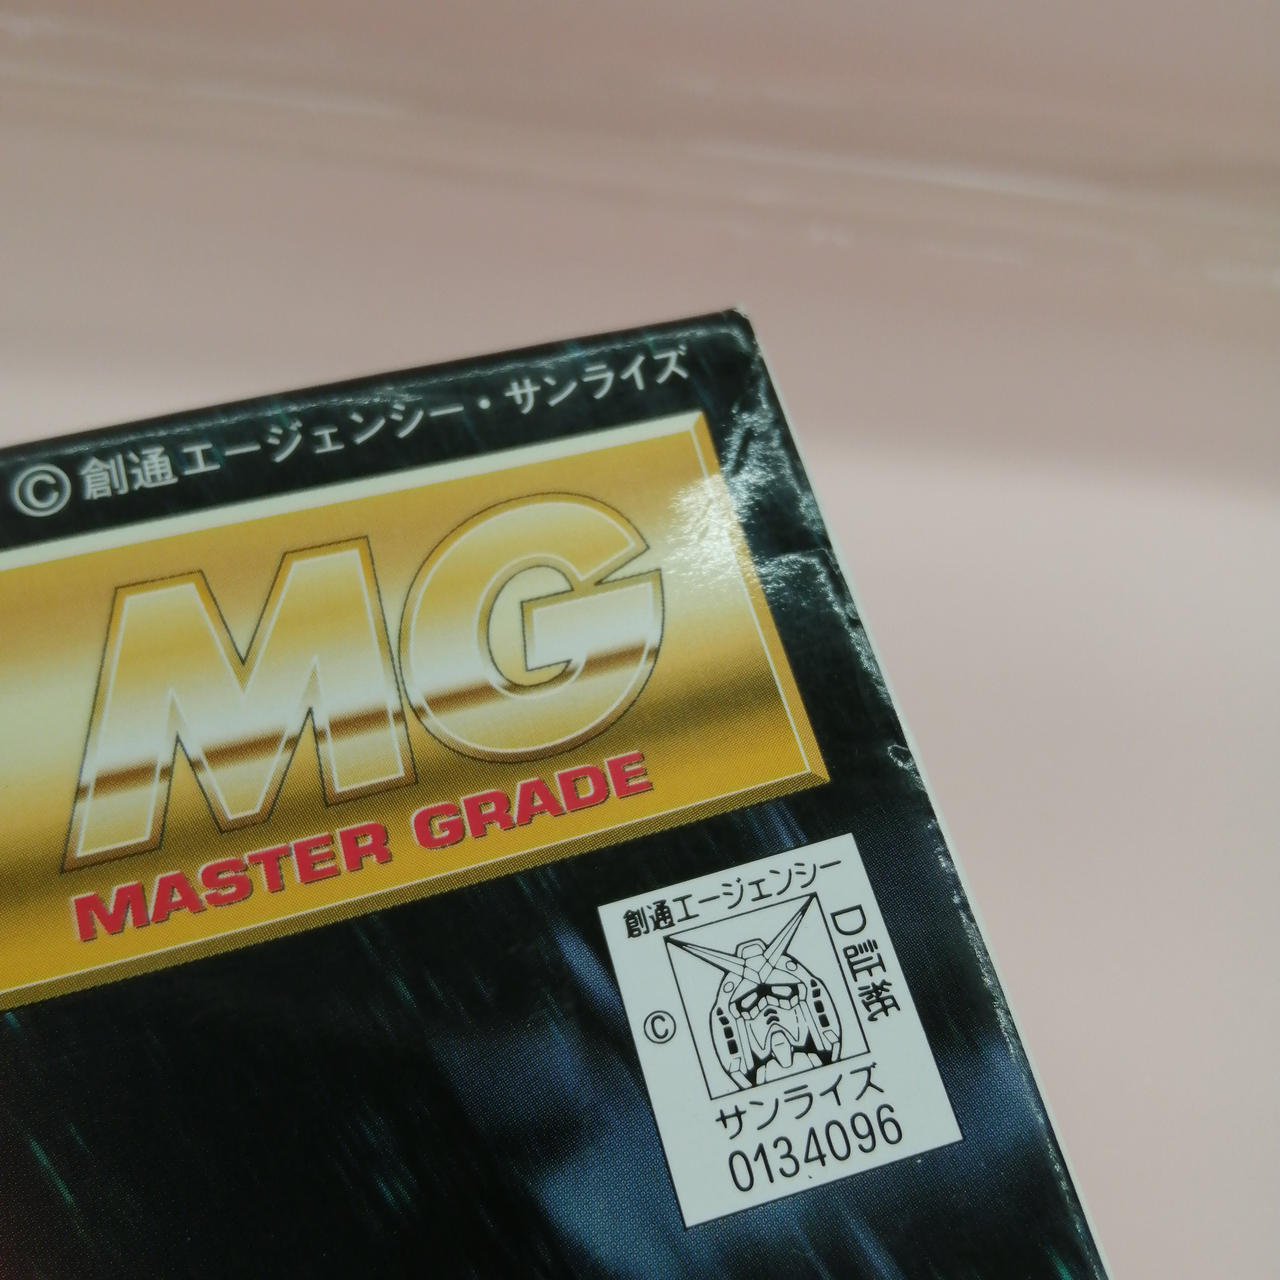 ©創通エージェンシー・サンライズ
MG
MASTER GRADE
創通エージェンシー
D証紙
©
サンライズ
0134096